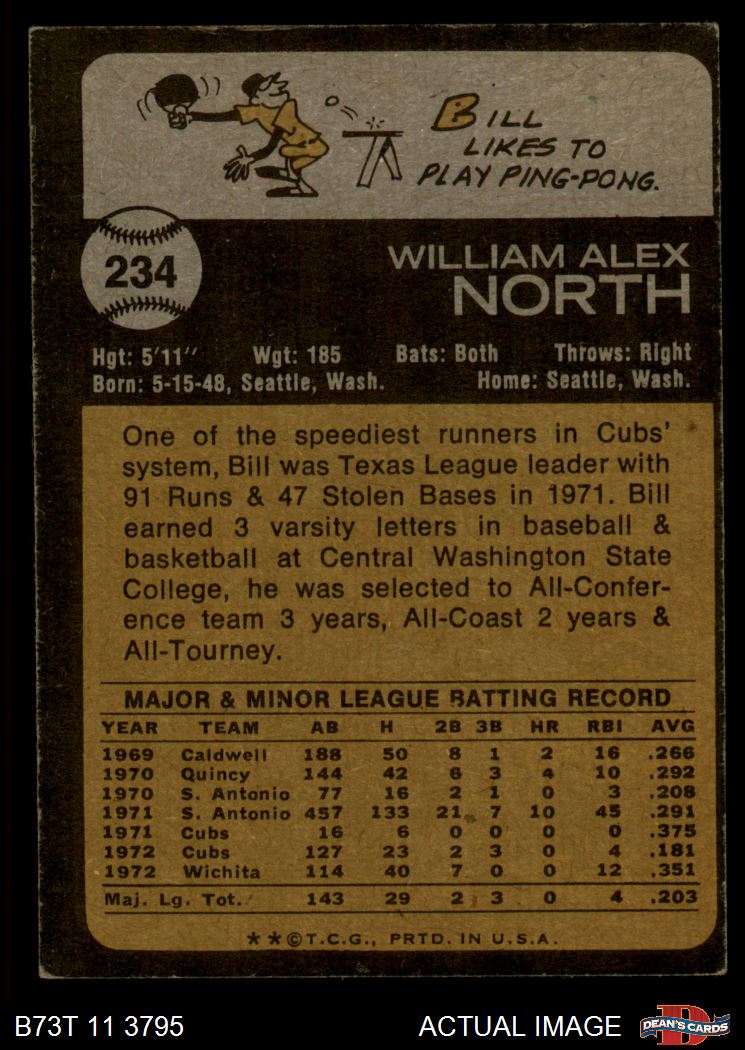 BILL
LIKES TO
PLAY PING-PONG.
234
WILLIAM ALEX
NORTH
Hgt: 5'11" Wgt: 185 Bats: Both Throws: Right
Born: 5-15-48, Seattle, Wash. Home: Seattle, Wash.
One of the speediest runners in Cubs'
system, Bill was Texas League leader with
91 Runs & 47 Stolen Bases in 1971. Bill
earned 3 varsity letters in baseball &
basketball at Central Washington State
College, he was selected to All-Confer-
ence team 3 years, All-Coast 2 years &
All-Tourney.
MAJOR & MINOR LEAGUE BATTING RECORD
YEAR TEAM AB H 2B 3B HR RBI AVG
1969 Caldwell 188 50 8 1 2 16 .266
1970 Quincy 144 42 6 3 4 10 .292
1970 S. Antonio 77 16 2 1 0 3 .208
1971 S. Antonio 457 133 21 7 10 45 .291
1971 Cubs 16 6 0 0 0 0 .375
1972 Cubs 127 23 2 3 0 4 .181
1972 Wichita 114 40 7 0 0 12 .351
Maj. Lg. Tot. 143 29 2 3 0 4 .203
**©T.C.G., PRTD. IN U.S.A.
B73T 11 3795 ACTUAL IMAGE D DEAN'S CARDS